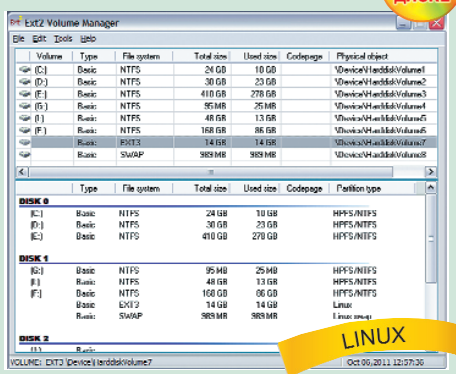 ДИСКЕ
Ext2 Volume Manager
File Edit Tools Help
Volume Type File system Total size Used size Codepage Physical object
(C:) Basic NTFS 24 GB 10 GB \Device\HarddiskVolume1
(D:) Basic NTFS 30 GB 23 GB \Device\HarddiskVolume2
(E:) Basic NTFS 410 GB 278 GB \Device\HarddiskVolume3
(G:) Basic NTFS 95 MB 25 MB \Device\HarddiskVolume4
(I:) Basic NTFS 48 GB 13 GB \Device\HarddiskVolume5
(F:) Basic NTFS 168 GB 86 GB \Device\HarddiskVolume6
Basic EXT3 14 GB 14 GB \Device\HarddiskVolume7
Basic SWAP 989 MB 989 MB \Device\HarddiskVolume8
Type File system Total size Used size Codepage Partition type
DISK 0
(C:) Basic NTFS 24 GB 10 GB HPFS/NTFS
(D:) Basic NTFS 30 GB 23 GB HPFS/NTFS
(E:) Basic NTFS 410 GB 278 GB HPFS/NTFS
DISK 1
(G:) Basic NTFS 95 MB 25 MB HPFS/NTFS
(I:) Basic NTFS 48 GB 13 GB HPFS/NTFS
(F:) Basic NTFS 168 GB 86 GB HPFS/NTFS
Basic EXT3 14 GB 14 GB Linux
Basic SWAP 989 MB 989 MB Linux swap
DISK 2
Basic
LINUX
VOLUME: EXT3 \Device\HarddiskVolume7 Oct 06,2011 12:57:36